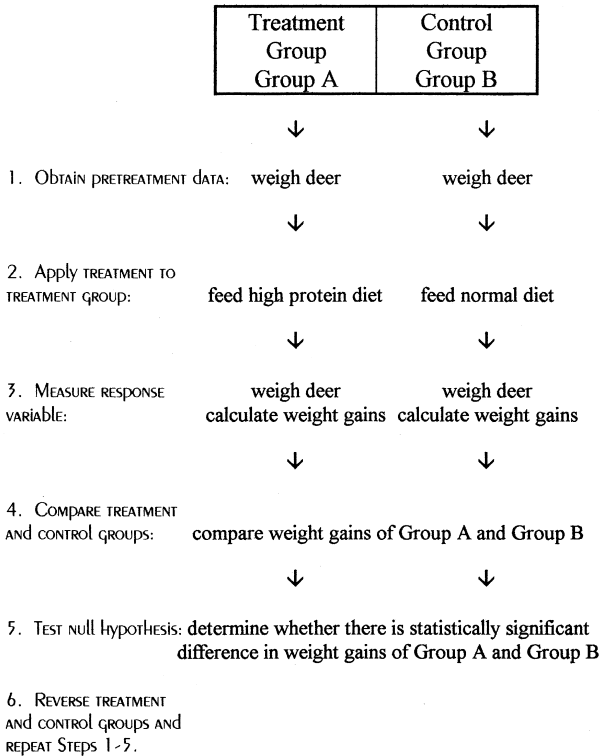 Treatment Group Group A
Control Group Group B
1. Obtain pretreatment data: weigh deer weigh deer
2. Apply treatment to
treatment group: feed high protein diet feed normal diet
3. Measure response weigh deer weigh deer
variable: calculate weight gains calculate weight gains
4. Compare treatment
and control groups: compare weight gains of Group A and Group B
5. Test null hypothesis: determine whether there is statistically significant
difference in weight gains of Group A and Group B
6. Reverse treatment
and control groups and
repeat Steps 1-5.